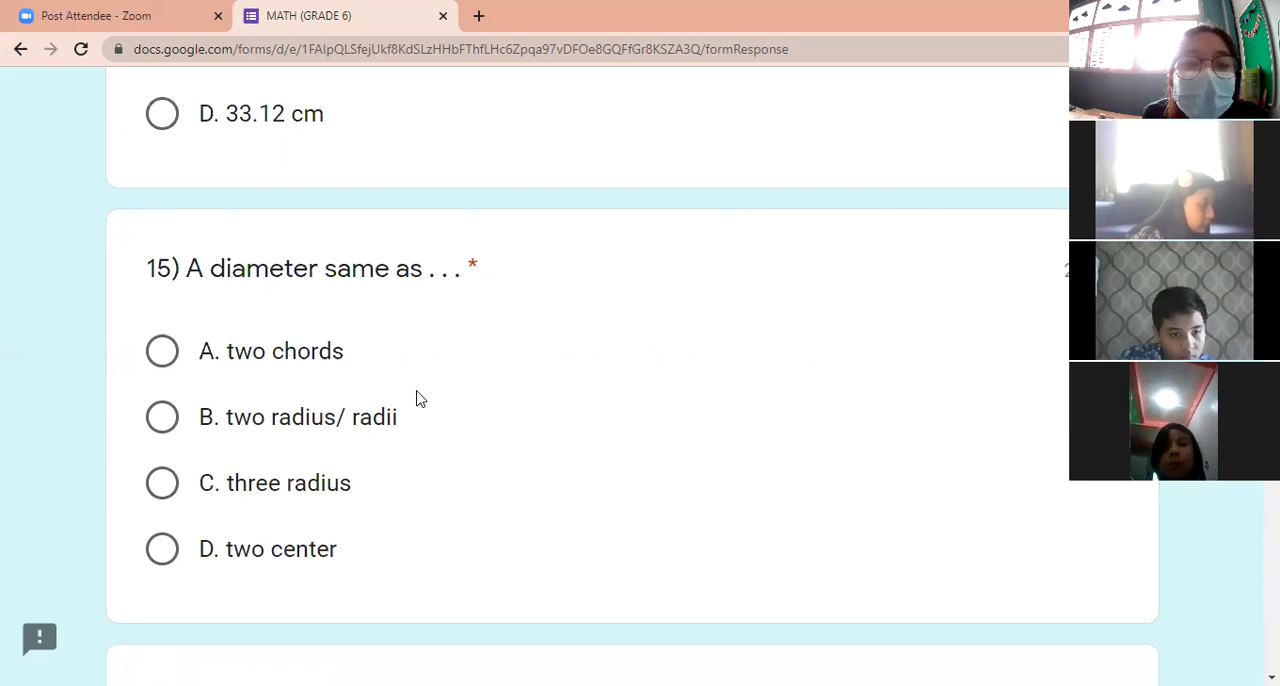 Post Attendee - Zoom
MATH (GRADE 6)
docs.google.com/forms/d/e/1FAIpQLSfejUkf8KdSLzHHbFThfLHc6Zpqa97vDFOe8GQFfGr8KSZA3Q/formResponse
D. 33.12 cm
15) A diameter same as . . . *
A. two chords
B. two radius/ radii
C. three radius
D. two center